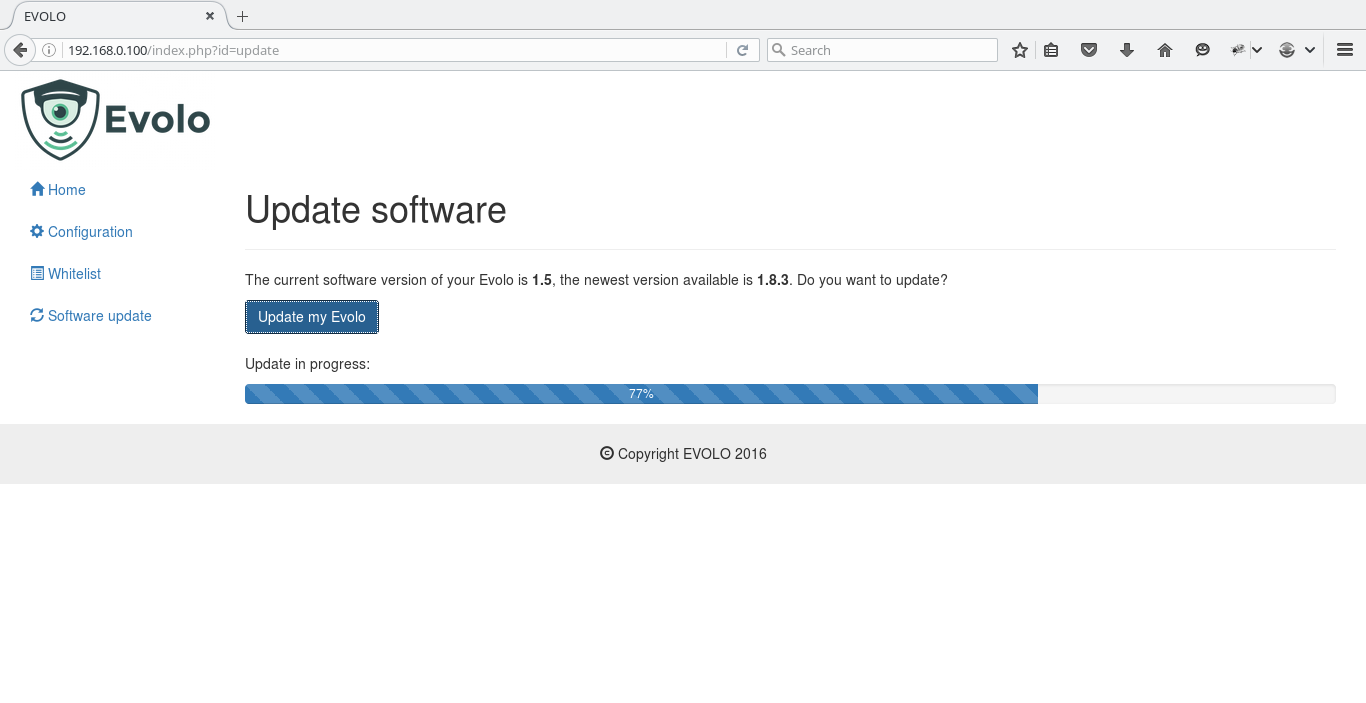 EVOLO
192.168.0.100/index.php?id=update
Search
Evolo
Home
Configuration
Whitelist
Software update
Update software
The current software version of your Evolo is 1.5, the newest version available is 1.8.3. Do you want to update?
Update my Evolo
Update in progress:
77%
© Copyright EVOLO 2016